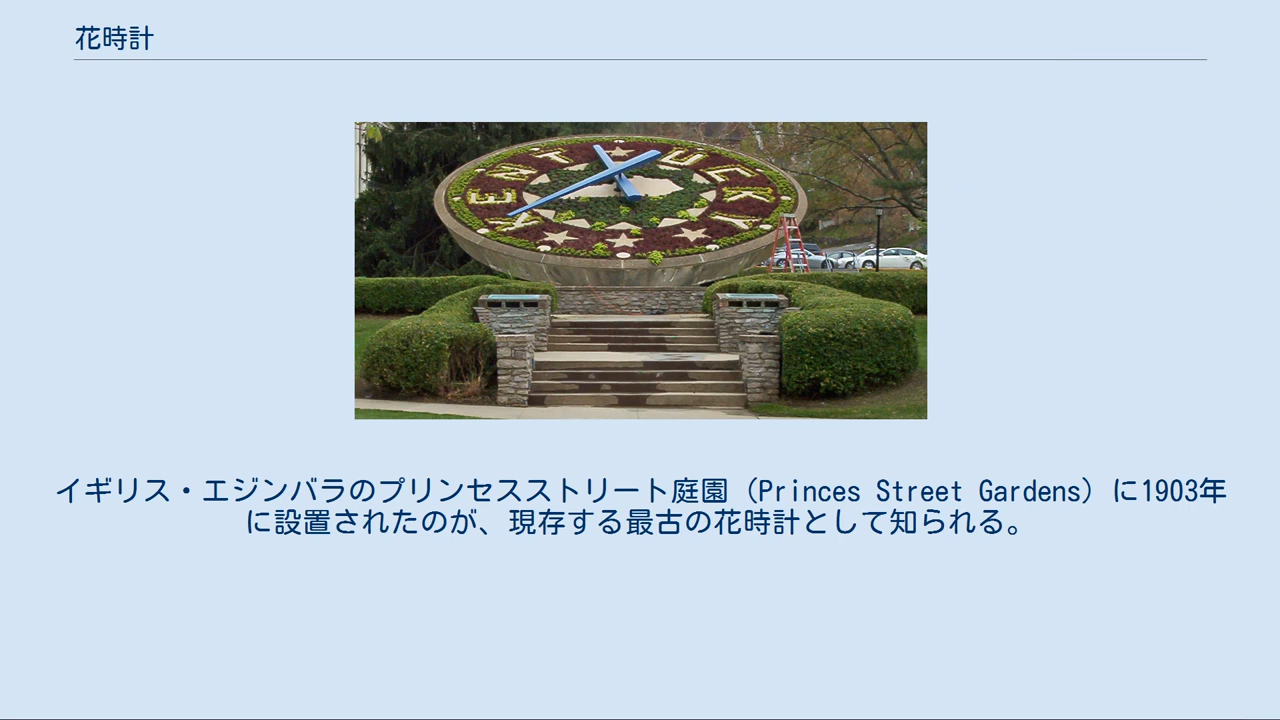 花時計
KENTUCKY
イギリス・エジンバラのプリンセスストリート庭園（Princes Street Gardens）に1903年
に設置されたのが、現存する最古の花時計として知られる。